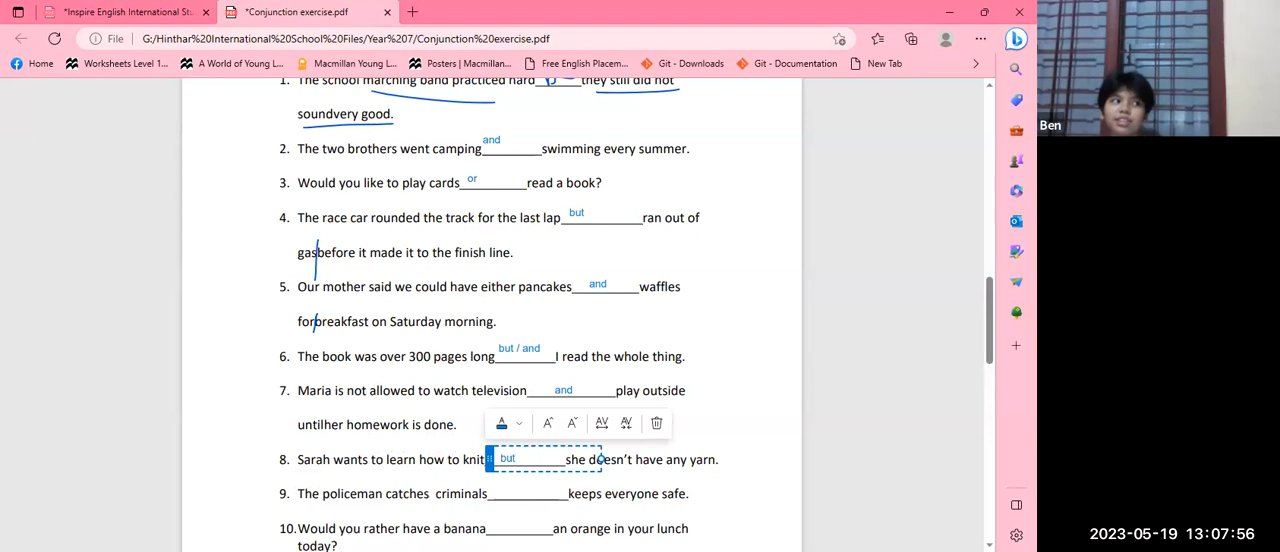 *Inspire English International Stu
*Conjunction exercise.pdf
File
G:/Hinthar%20International%20School%20Files/Year%207/Conjunction%20exercise.pdf
Home
Worksheets Level 1...
A World of Young L...
Macmillan Young L...
Posters | Macmillan...
Free English Placem...
Git - Downloads
Git - Documentation
New Tab
1. The school marching band practiced hard_______they still did not
soundvery good.
2. The two brothers went camping and swimming every summer.
3. Would you like to play cards or read a book?
4. The race car rounded the track for the last lap but ran out of
gasbefore it made it to the finish line.
5. Our mother said we could have either pancakes and waffles
forbreakfast on Saturday morning.
6. The book was over 300 pages long but / and I read the whole thing.
7. Maria is not allowed to watch television and play outside
untilher homework is done.
8. Sarah wants to learn how to knit but she doesn't have any yarn.
9. The policeman catches criminals__________keeps everyone safe.
10.Would you rather have a banana________an orange in your lunch
today?
Ben
2023-05-19 13:07:56